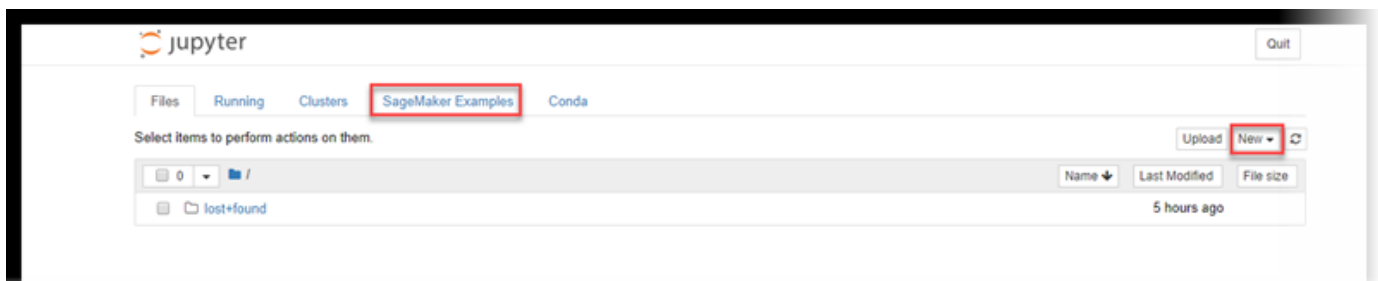 jupyter
Quit
Files Running Clusters SageMaker Examples Conda
Select items to perform actions on them.
Upload New
0 /
Name Last Modified File size
lost+found
5 hours ago